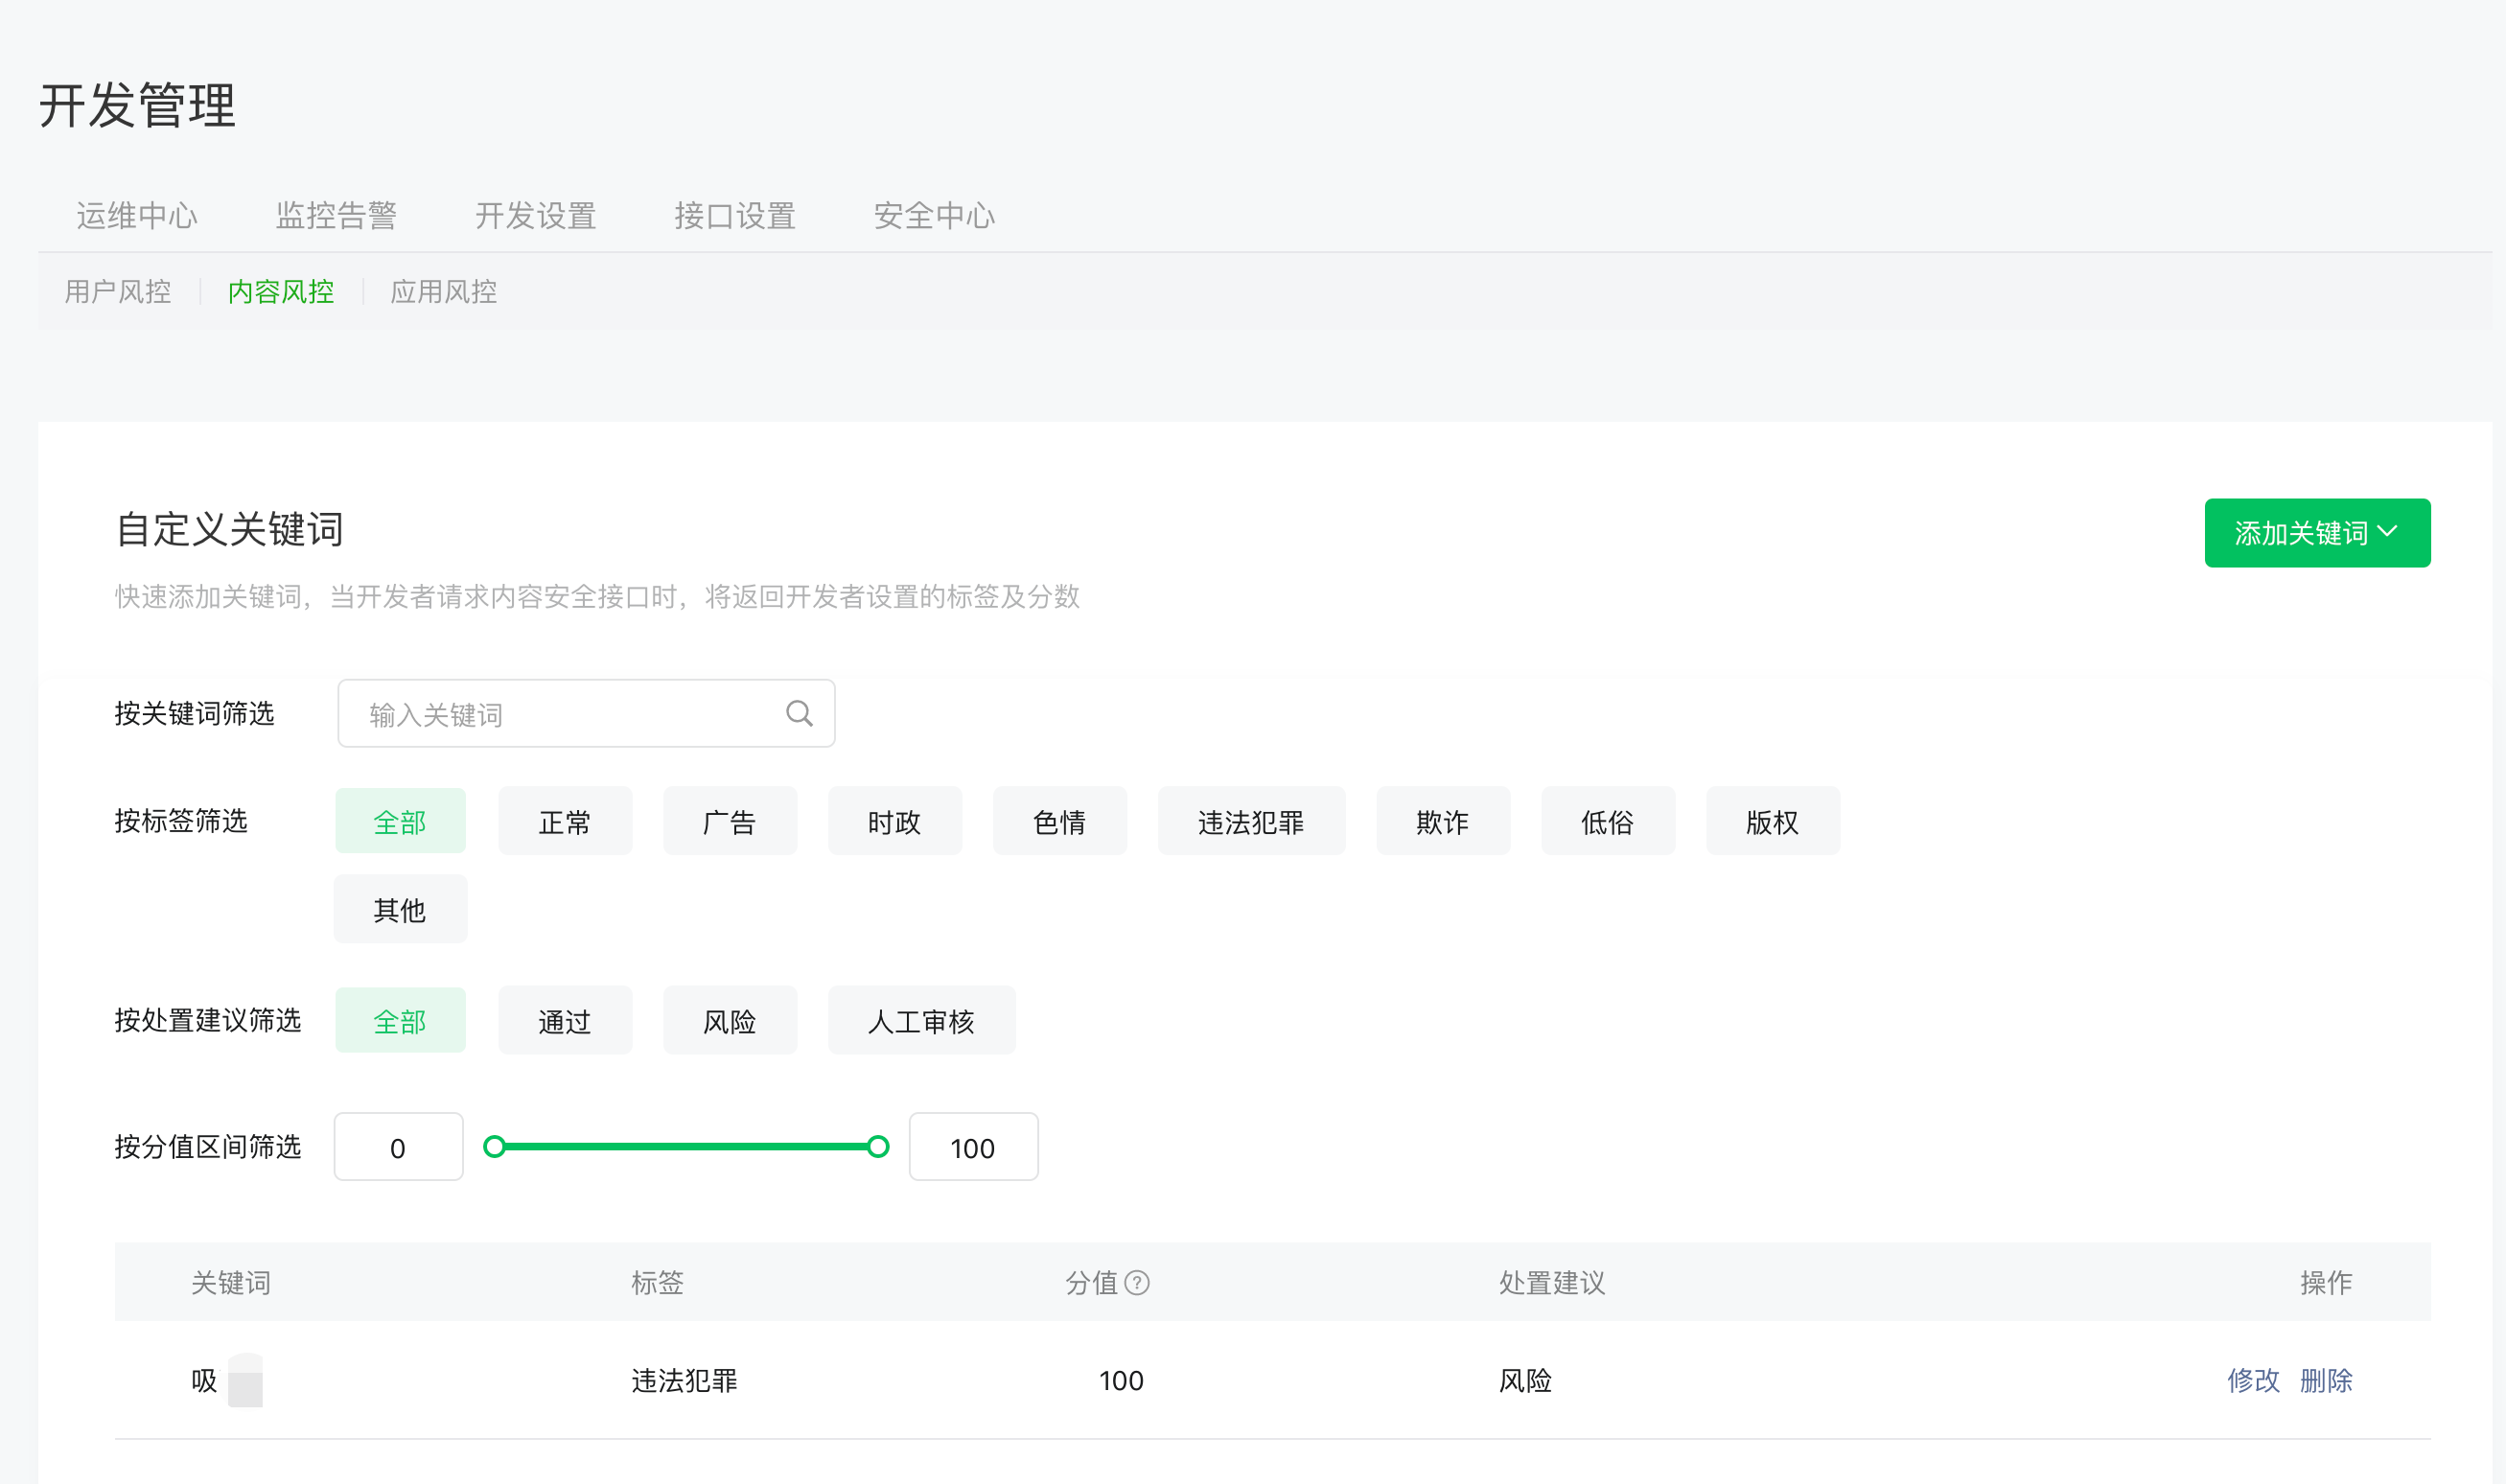 开发管理
运维中心 监控告警 开发设置 接口设置 安全中心
用户风控 内容风控 应用风控
自定义关键词 添加关键词
快速添加关键词，当开发者请求内容安全接口时，将返回开发者设置的标签及分数
按关键词筛选 输入关键词
按标签筛选 全部 正常 广告 时政 色情 违法犯罪 欺诈 低俗 版权
其他
按处置建议筛选 全部 通过 风险 人工审核
按分值区间筛选 0 100
关键词 标签 分值? 处置建议 操作
吸 违法犯罪 100 风险 修改 删除